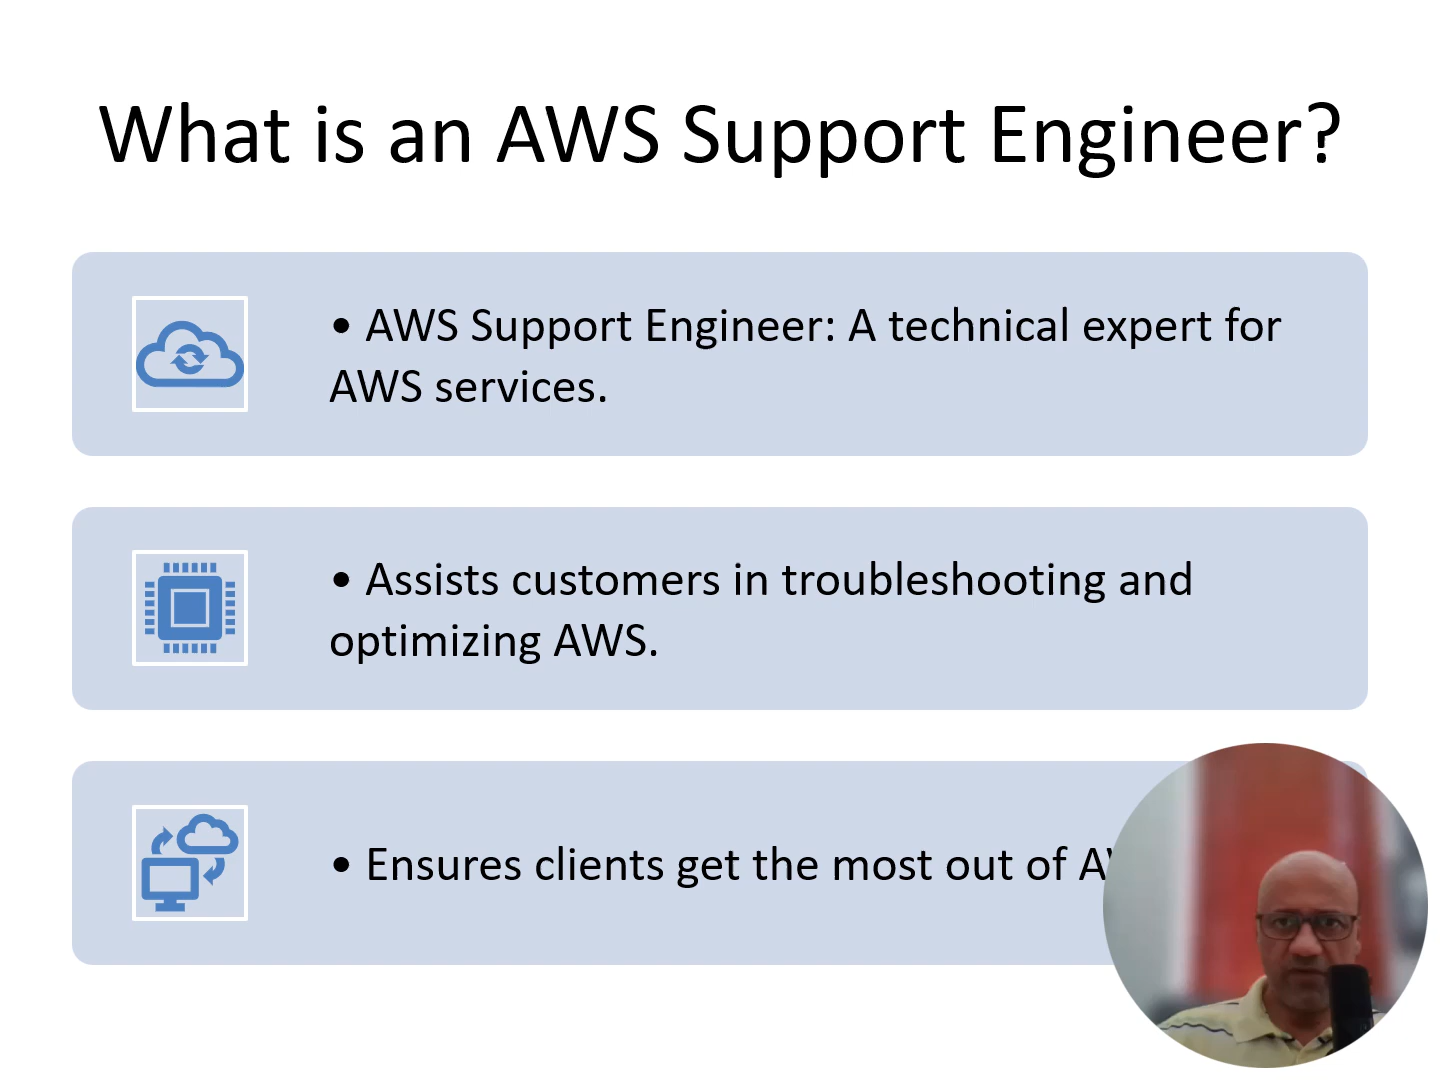 What is an AWS Support Engineer?
• AWS Support Engineer: A technical expert for
AWS services.
• Assists customers in troubleshooting and
optimizing AWS.
• Ensures clients get the most out of